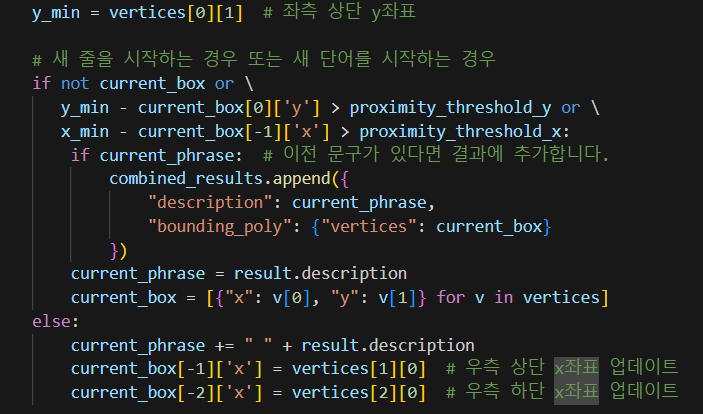 y_min = vertices[0][1]  # 좌측 상단 y좌표
# 새 줄을 시작하는 경우 또는 새 단어를 시작하는 경우
if not current_box or \
y_min - current_box[0]['y'] > proximity_threshold_y or \
x_min - current_box[-1]['x'] > proximity_threshold_x:
if current_phrase:  # 이전 문구가 있다면 결과에 추가합니다.
combined_results.append({
"description": current_phrase,
"bounding_poly": {"vertices": current_box}
})
current_phrase = result.description
current_box = [{"x": v[0], "y": v[1]} for v in vertices]
else:
current_phrase += " " + result.description
current_box[-1]['x'] = vertices[1][0]  # 우측 상단 x좌표 업데이트
current_box[-2]['x'] = vertices[2][0]  # 우측 하단 x좌표 업데이트